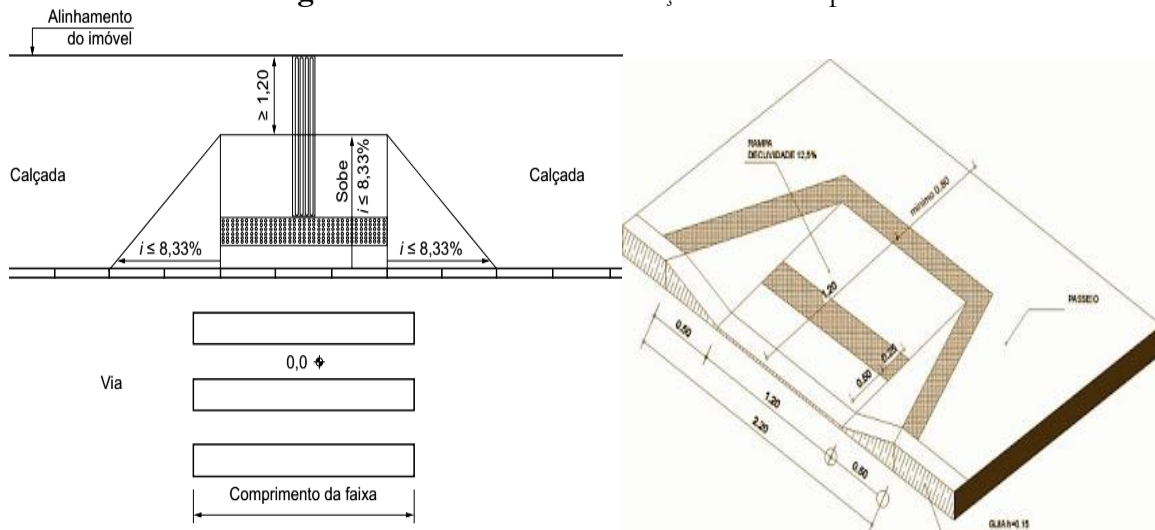 Alinhamento
do imóvel
≥ 1,20
Calçada
Sobe
i ≤ 8,33%
Calçada
i ≤ 8,33%
i ≤ 8,33%
0,0
Via
Comprimento da faixa
RAMPA
DECLIVIDADE 12,5%
mínimo 0.80
1.20
PASSEIO
0.50
0.25
0.50
1.20
2.20
0.50
GUIA h=0.15